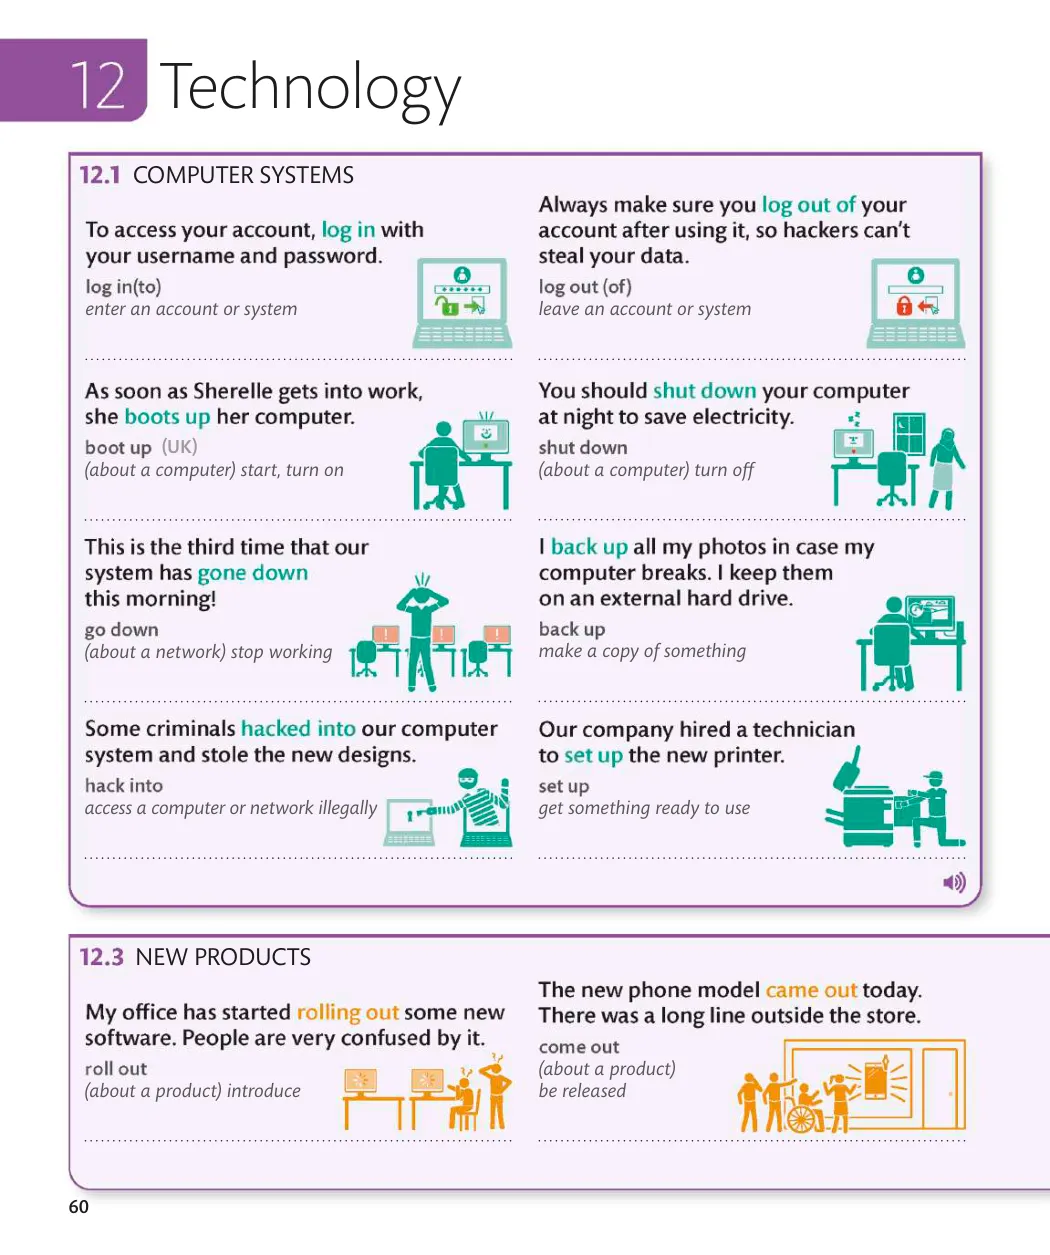 12 Technology
12.1 COMPUTER SYSTEMS
To access your account, log in with
your username and password.
log in(to)
enter an account or system
Always make sure you log out of your
account after using it, so hackers can't
steal your data.
log out (of)
leave an account or system
As soon as Sherelle gets into work,
she boots up her computer.
boot up (UK)
(about a computer) start, turn on
You should shut down your computer
at night to save electricity.
shut down
(about a computer) turn off
This is the third time that our
system has gone down
this morning!
go down
(about a network) stop working
I back up all my photos in case my
computer breaks. I keep them
on an external hard drive.
back up
make a copy of something
Some criminals hacked into our computer
system and stole the new designs.
hack into
access a computer or network illegally
Our company hired a technician
to set up the new printer.
set up
get something ready to use
12.3 NEW PRODUCTS
My office has started rolling out some new
software. People are very confused by it.
roll out
(about a product) introduce
The new phone model came out today.
There was a long line outside the store.
come out
(about a product)
be released
60